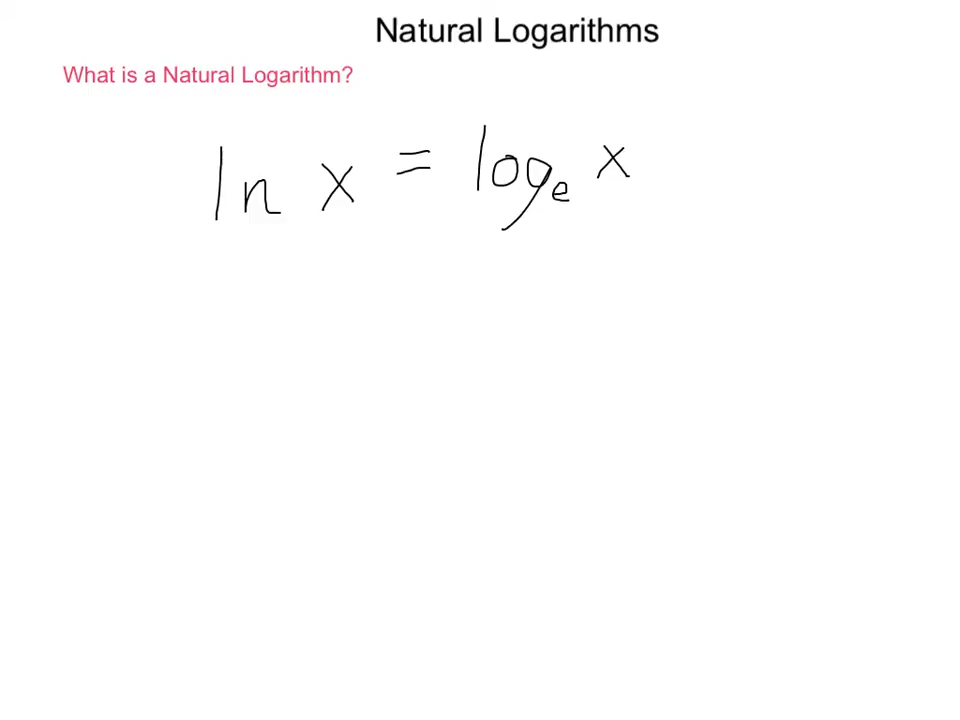 Natural Logarithms
What is a Natural Logarithm?
ln x = logₑ x